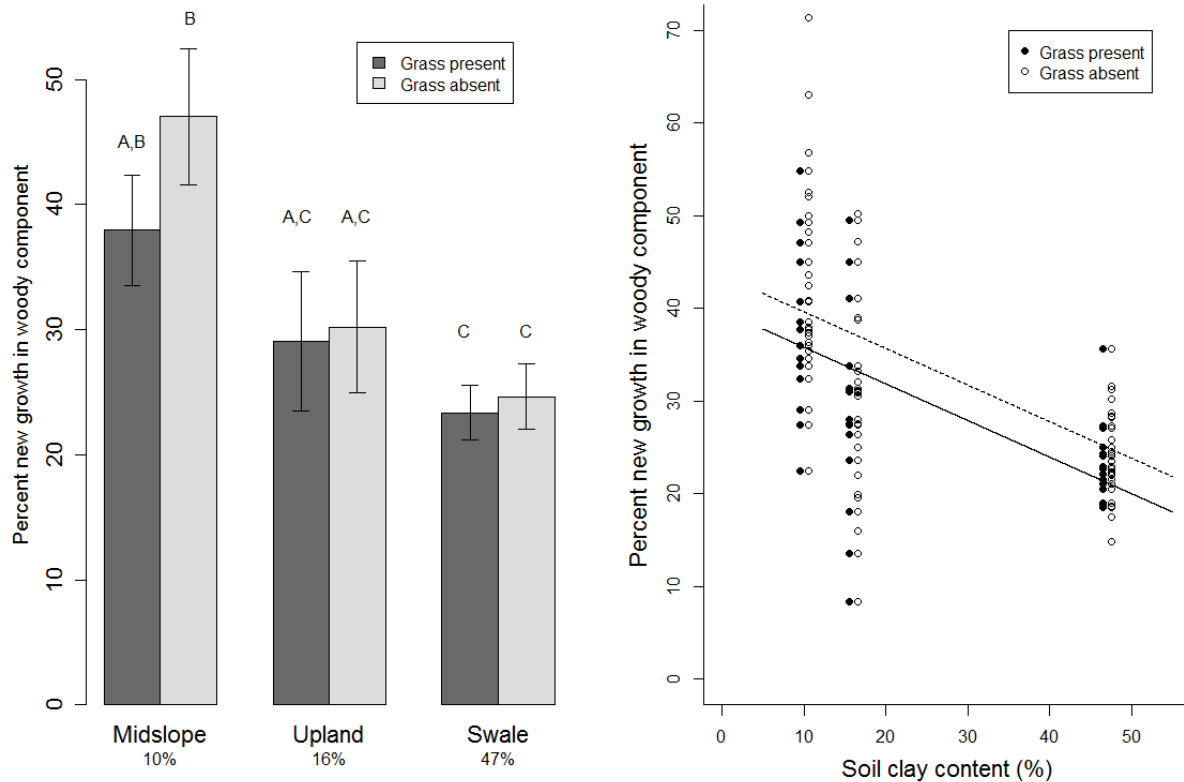 Percent new growth in woody component
0
10
20
30
40
50
Grass present
Grass absent
A,B
B
A,C
A,C
C
C
Midslope
10%
Upland
16%
Swale
47%
Percent new growth in woody component
0
10
20
30
40
50
60
70
Grass present
Grass absent
0
10
20
30
40
50
Soil clay content (%)